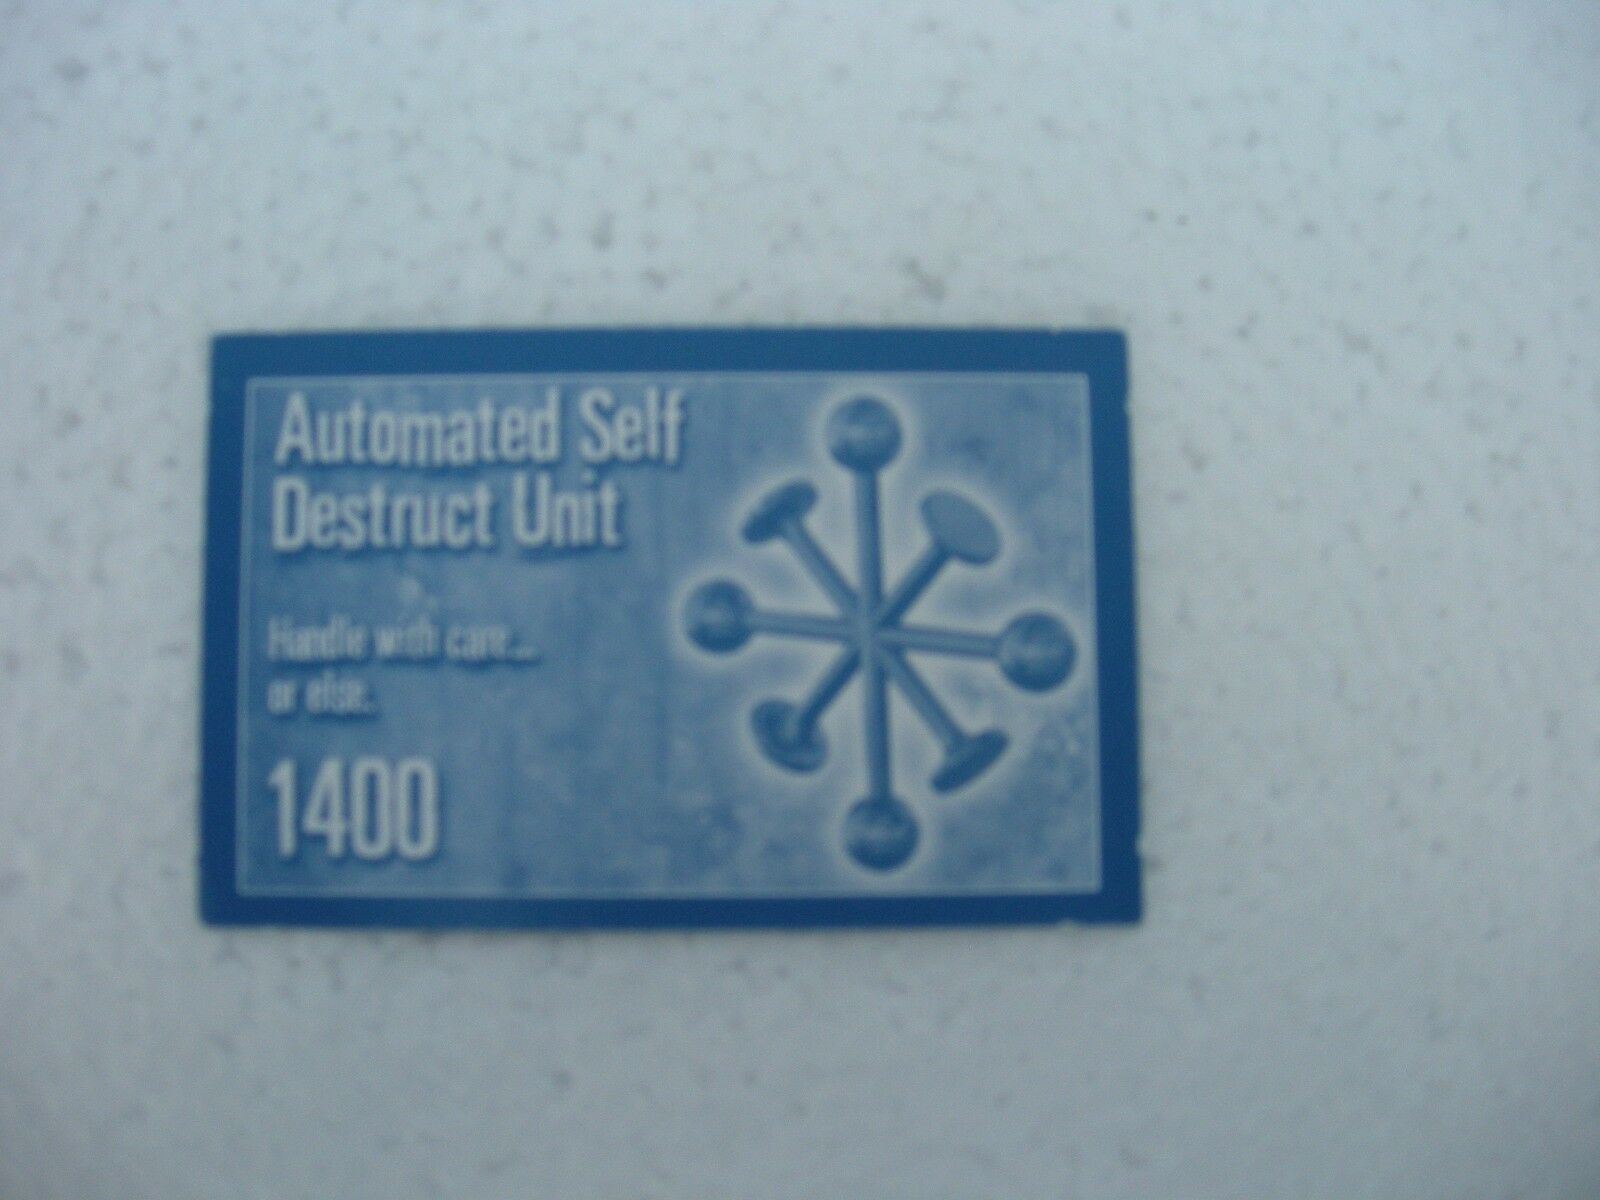 Automated Self
Destruct Unit
Handle with care...
or else.
1400